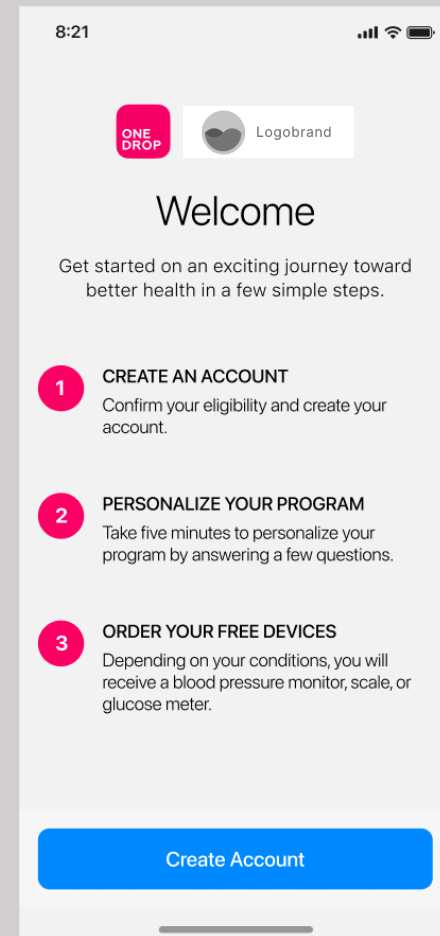 8:21
ONE
DROP
Logobrand
Welcome
Get started on an exciting journey toward
better health in a few simple steps.
1
CREATE AN ACCOUNT
Confirm your eligibility and create your
account.
2
PERSONALIZE YOUR PROGRAM
Take five minutes to personalize your
program by answering a few questions.
3
ORDER YOUR FREE DEVICES
Depending on your conditions, you will
receive a blood pressure monitor, scale, or
glucose meter.
Create Account